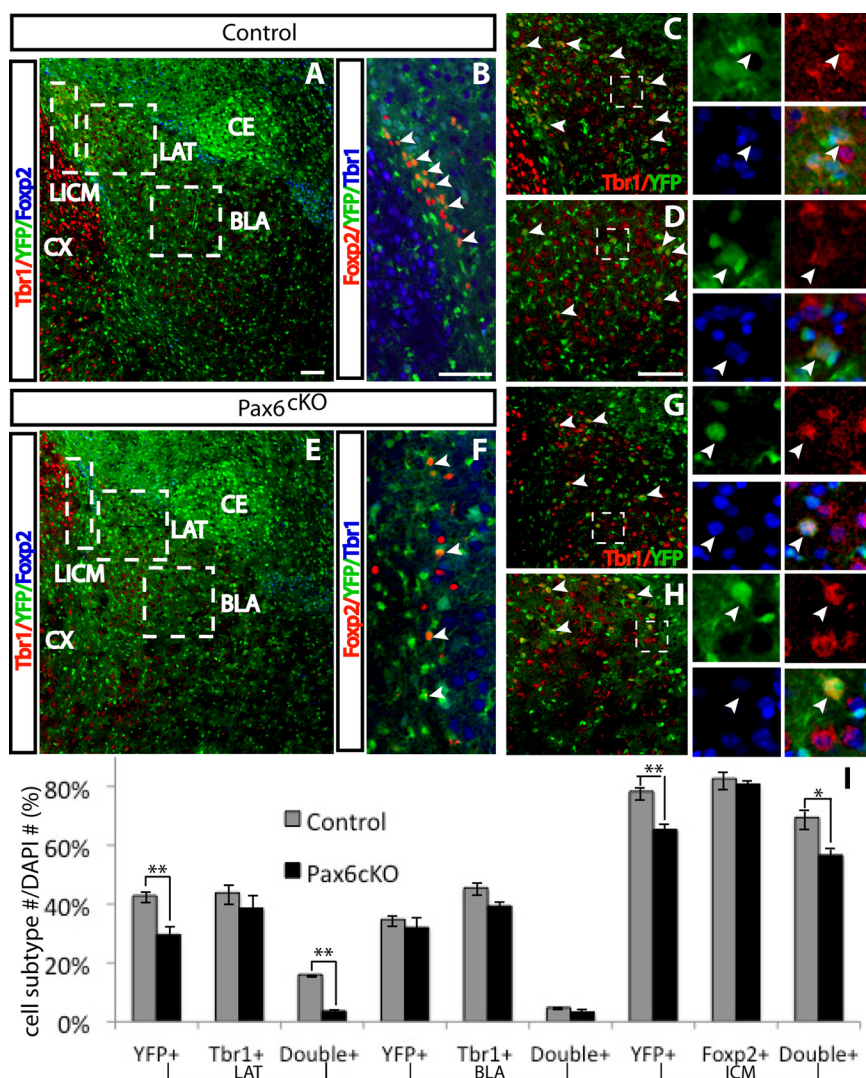 Control
Tbr1/YFP/Foxp2
A
CE
LAT
LICM
BLA
CX
Foxp2/YFP/Tbr1
B
C
Tbr1/YFP
D
Pax6cKO
Tbr1/YFP/Foxp2
E
CE
LAT
LICM
BLA
CX
Foxp2/YFP/Tbr1
F
G
Tbr1/YFP
H
I
cell subtype #/DAPI # (%)
80%
60%
40%
20%
0%
Control
Pax6cKO
**
**
**
*
YFP+ Tbr1+ Double+ YFP+ Tbr1+ Double+ YFP+ Foxp2+ Double+
LAT BLA ICM